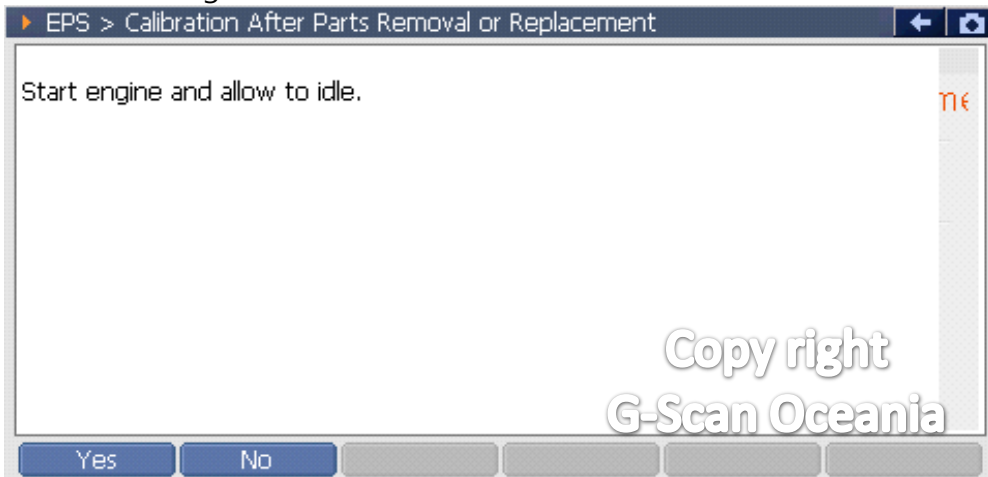 EPS > Calibration After Parts Removal or Replacement
Start engine and allow to idle.
Copy right
G-Scan Oceania
Yes No